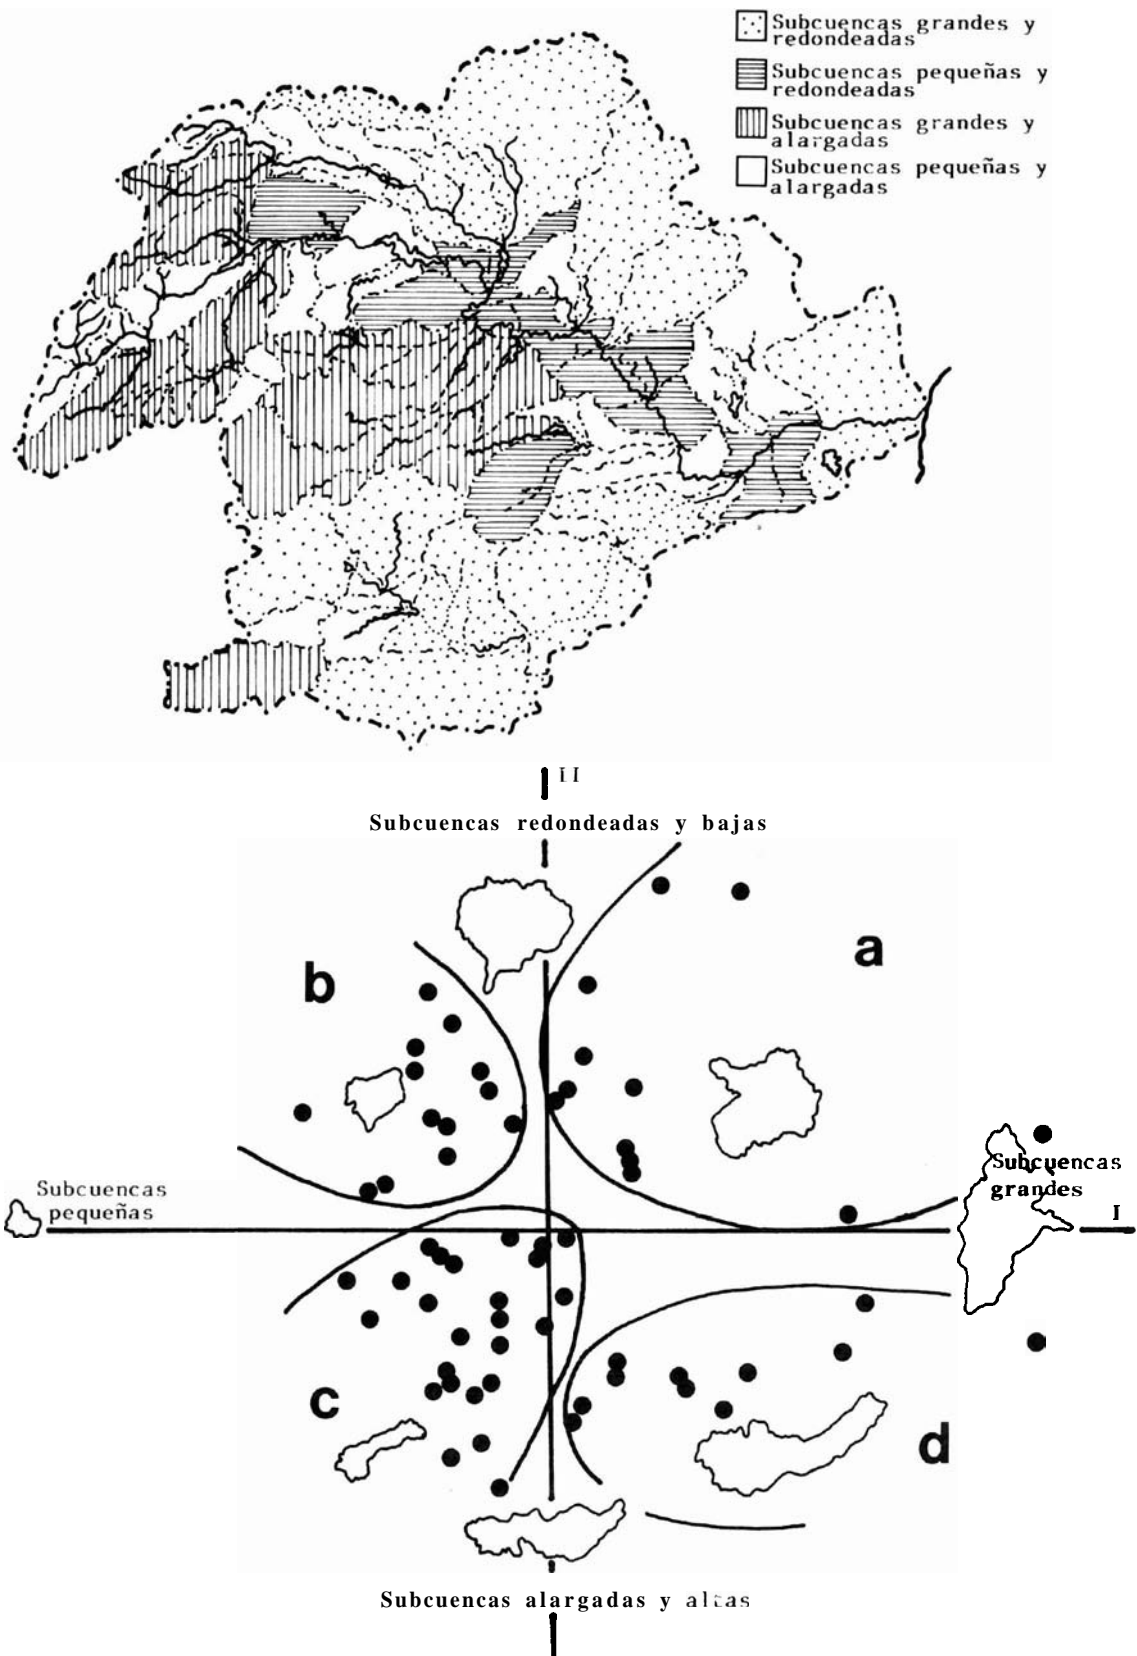 Subcuencas grandes y
redondeadas
Subcuencas pequeñas y
redondeadas
Subcuencas grandes y
alargadas
Subcuencas pequeñas y
alargadas
II
Subcuencas redondeadas y bajas
a
b
Subcuencas
grandes
Subcuencas
pequeñas
I
c
d
Subcuencas alargadas y altas